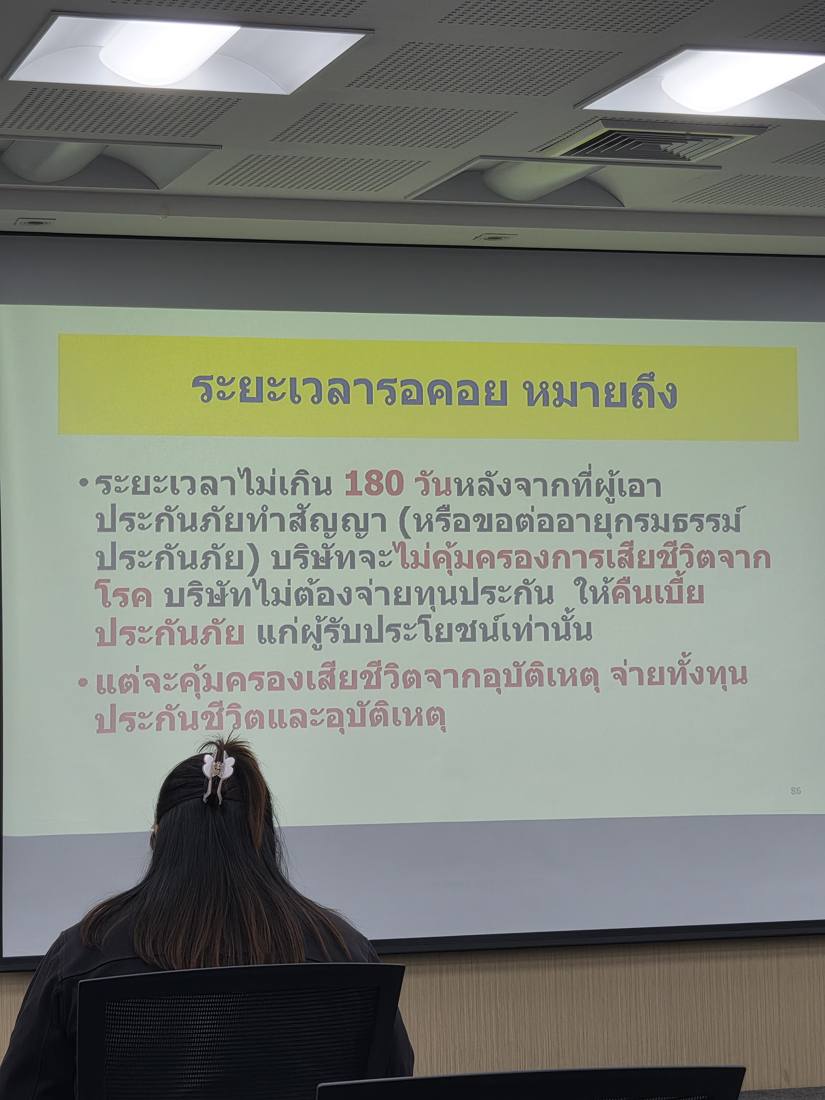 ระยะเวลารอคอย หมายถึง
•ระยะเวลาไม่เกิน 180 วันหลังจากที่ผู้เอา
ประกันภัยทำสัญญา (หรือขอต่ออายุกรมธรรม์
ประกันภัย) บริษัทจะไม่คุ้มครองการเสียชีวิตจาก
โรค บริษัทไม่ต้องจ่ายทุนประกัน ให้คืนเบี้ย
ประกันภัย แก่ผู้รับประโยชน์เท่านั้น
•แต่จะคุ้มครองเสียชีวิตจากอุบัติเหตุ จ่ายทั้งทุน
ประกันชีวิตและอุบัติเหตุ
86